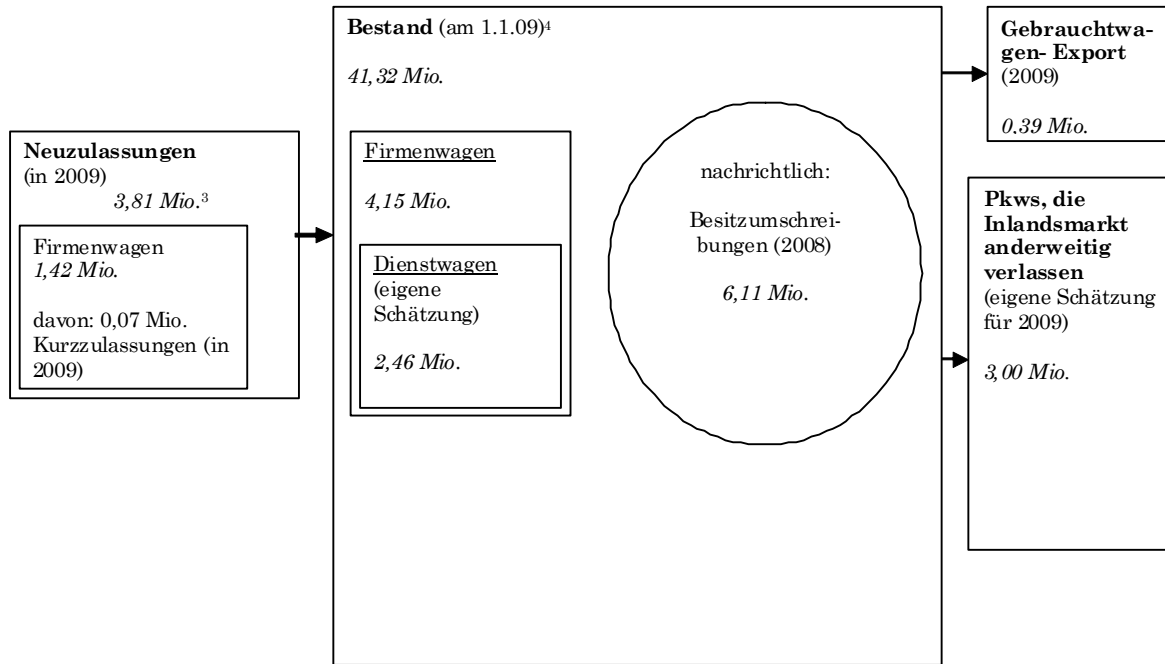 Neuzulassungen
(in 2009)
3,81 Mio.³
Firmenwagen
1,42 Mio.
davon: 0,07 Mio.
Kurzzulassungen (in
2009)
Bestand (am 1.1.09)⁴
41,32 Mio.
Firmenwagen
4,15 Mio.
Dienstwagen
(eigene
Schätzung)
2,46 Mio.
nachrichtlich:
Besitzumschrei-
bungen (2008)
6,11 Mio.
Gebrauchtwa-
gen- Export
(2009)
0,39 Mio.
Pkws, die
Inlandsmarkt
anderweitig
verlassen
(eigene Schätzung
für 2009)
3,00 Mio.